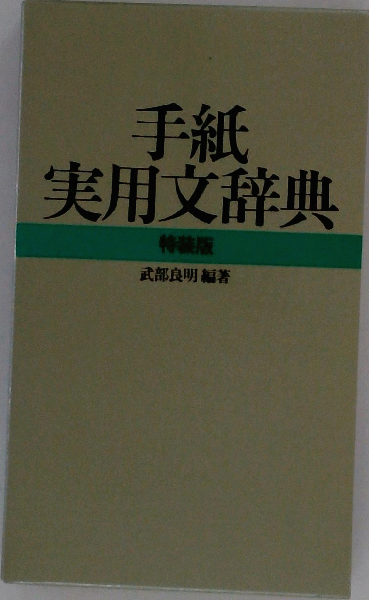 手紙
実用文辞典
特装版
武部良明 編著